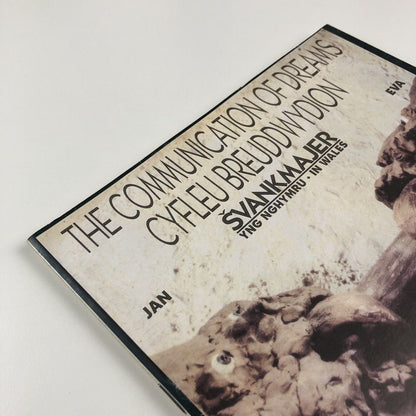 THE COMMUNICATION OF DREAMS
CYFLEU BREUDDWYDION
ŠVANKMAJER
YNG NGHYMRU · IN WALES
JAN
EVA